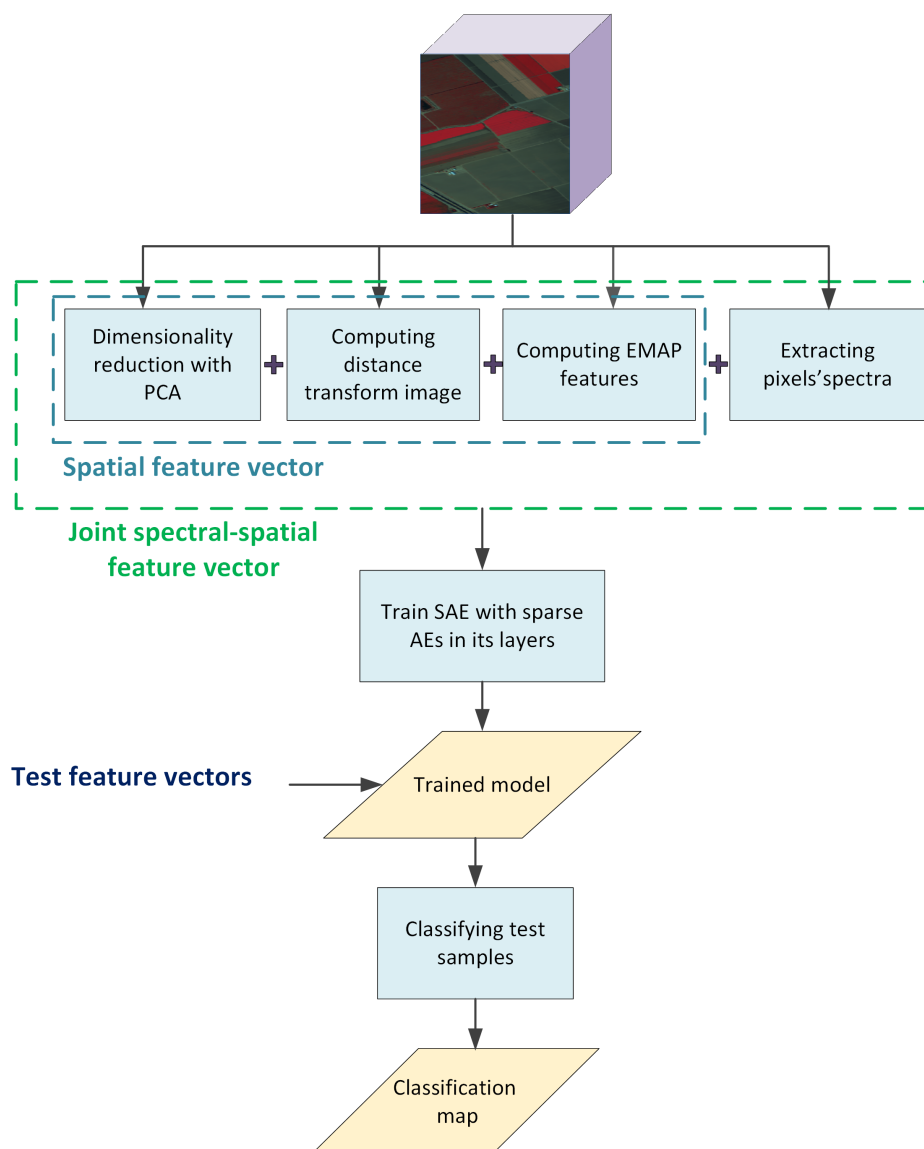 Dimensionality
reduction with
PCA
Computing
distance
transform image
Computing EMAP
features
Extracting
pixels’spectra
Spatial feature vector
Joint spectral-spatial
feature vector
Train SAE with sparse
AEs in its layers
Test feature vectors
Trained model
Classifying test
samples
Classification
map